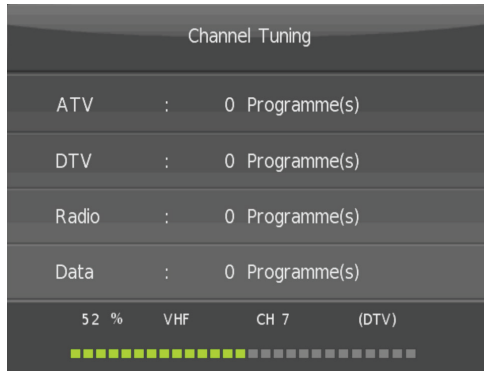 Channel Tuning
ATV : 0 Programme(s)
DTV : 0 Programme(s)
Radio : 0 Programme(s)
Data : 0 Programme(s)
52 % VHF CH 7 (DTV)